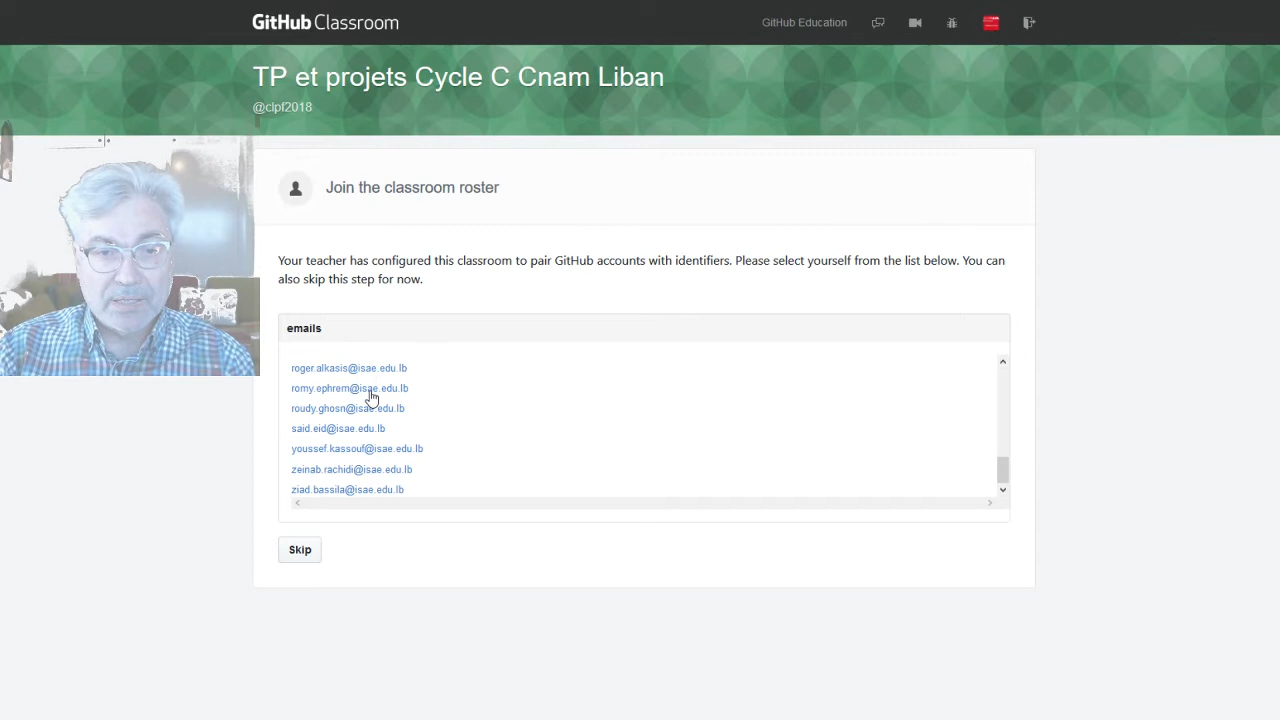 GitHub Classroom
GitHub Education
TP et projets Cycle C Cnam Liban
@clpf2018
Join the classroom roster
Your teacher has configured this classroom to pair GitHub accounts with identifiers. Please select yourself from the list below. You can
also skip this step for now.
emails
roger.alkasis@isae.edu.lb
romy.ephrem@isae.edu.lb
roudy.ghosn@isae.edu.lb
said.eid@isae.edu.lb
youssef.kassouf@isae.edu.lb
zeinab.rachidi@isae.edu.lb
ziad.bassila@isae.edu.lb
Skip